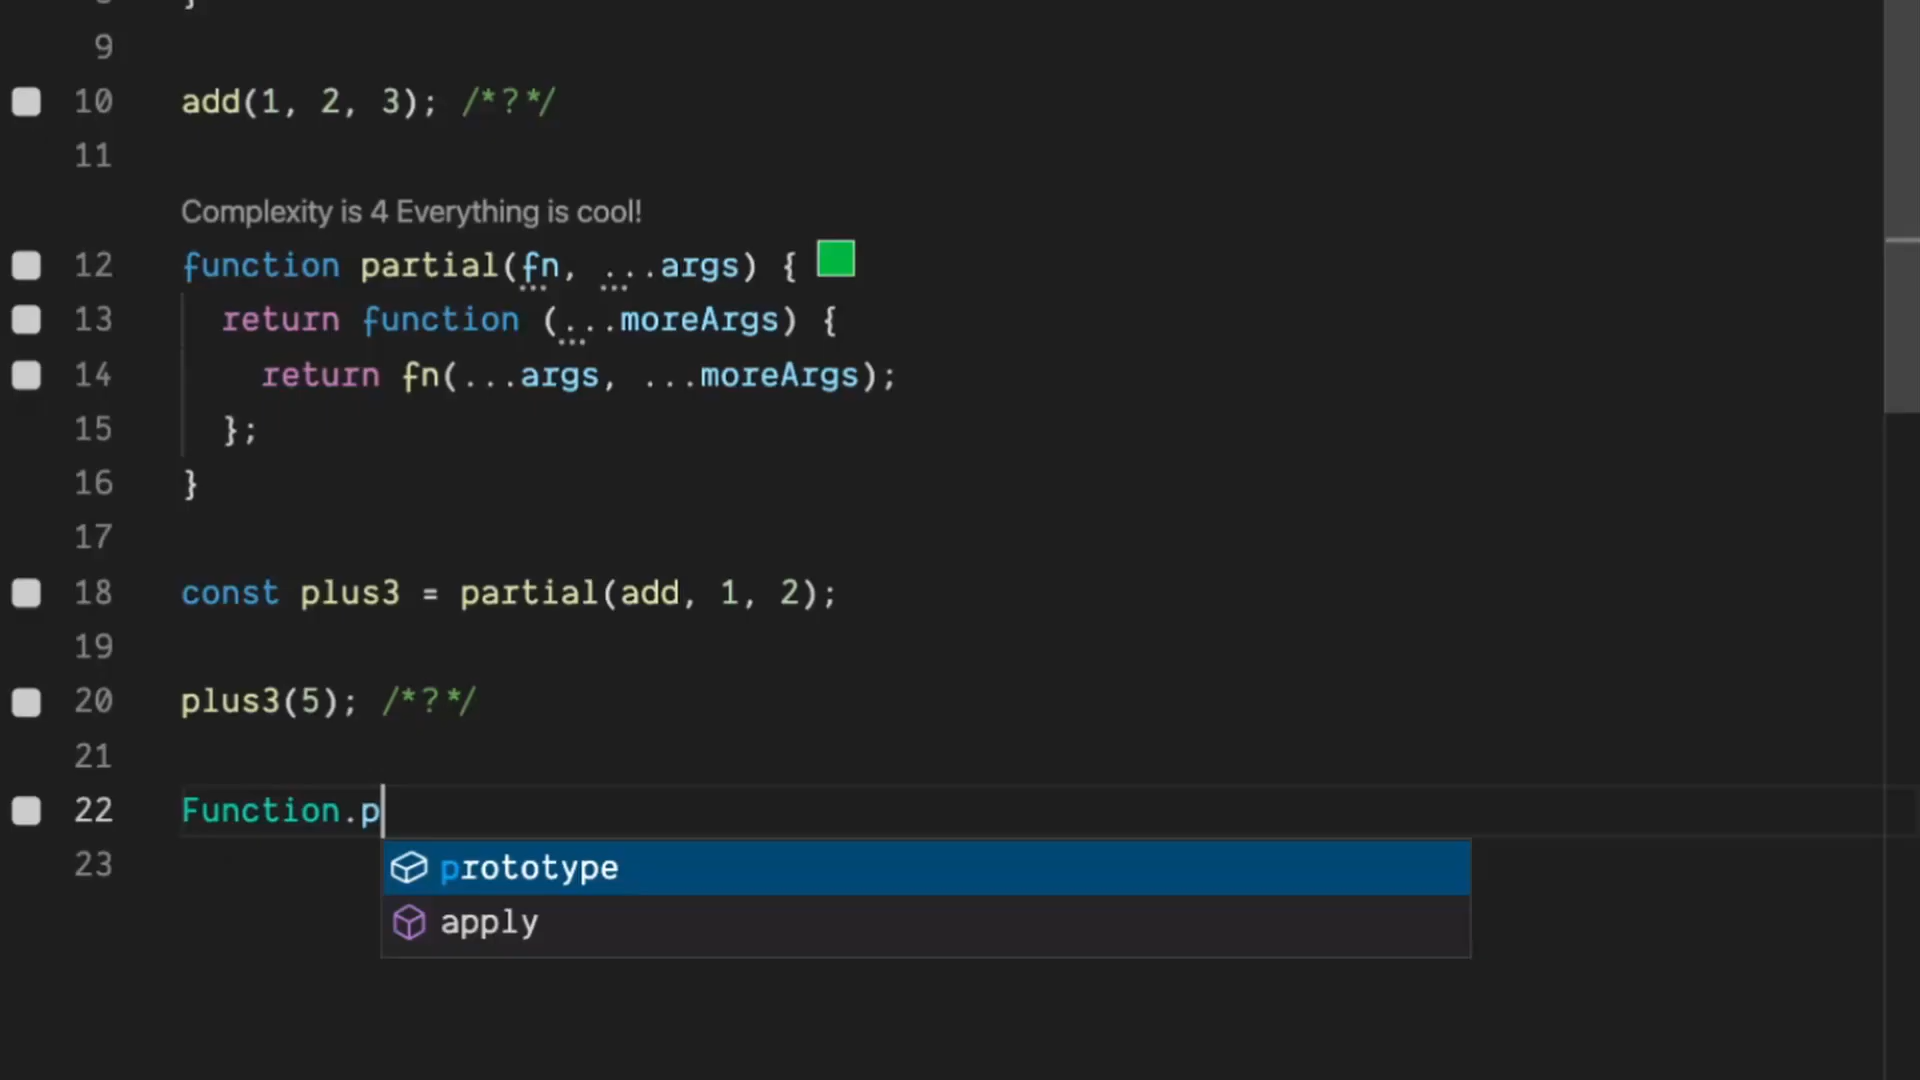 }
9
10 add(1, 2, 3); /*?*/
11
Complexity is 4 Everything is cool!
12 function partial(fn, ...args) {
13 return function (...moreArgs) {
14 return fn(...args, ...moreArgs);
15 };
16 }
17
18 const plus3 = partial(add, 1, 2);
19
20 plus3(5); /*?*/
21
22 Function.p
23
prototype
apply